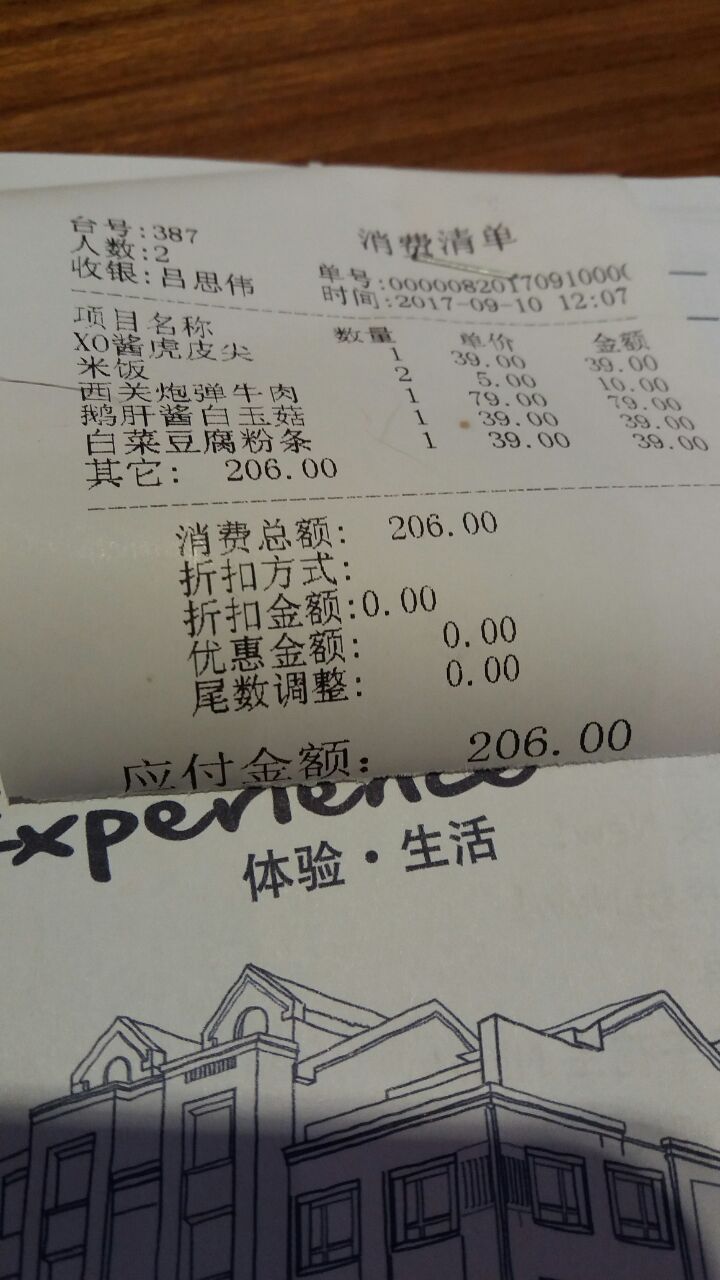 消费清单
台号:387
人数:2
收银:吕思伟
单号:00000820170910000
时间:2017-09-10 12:07
项目名称 数量 单价 金额
XO酱虎皮尖 1 39.00 39.00
米饭 2 5.00 10.00
西关炮弹牛肉 1 79.00 79.00
鹅肝酱白玉菇 1 39.00 39.00
白菜豆腐粉条 1 39.00 39.00
其它: 206.00
消费总额: 206.00
折扣方式:
折扣金额:0.00
优惠金额: 0.00
尾数调整: 0.00
应付金额: 206.00
Experience
体验·生活